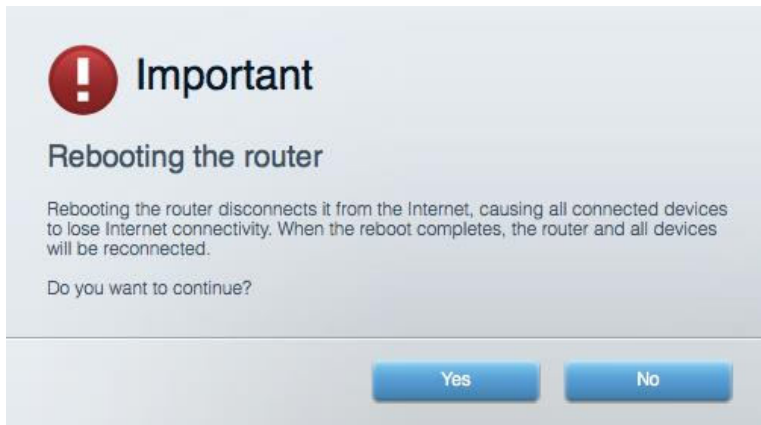 Important
Rebooting the router
Rebooting the router disconnects it from the Internet, causing all connected devices
to lose Internet connectivity. When the reboot completes, the router and all devices
will be reconnected.
Do you want to continue?
Yes No